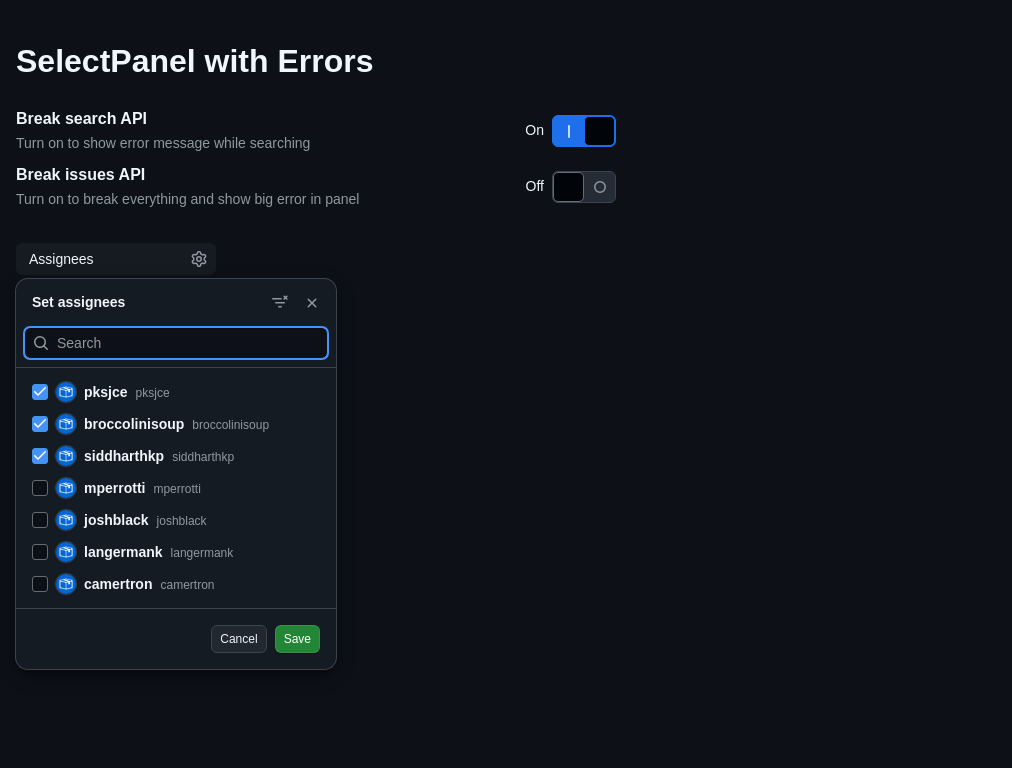 SelectPanel with Errors
Break search API
Turn on to show error message while searching
On
Break issues API
Turn on to break everything and show big error in panel
Off
Assignees
Set assignees
Search
pksjce pksjce
broccolinisoup broccolinisoup
siddharthkp siddharthkp
mperrotti mperrotti
joshblack joshblack
langermank langermank
camertron camertron
Cancel Save